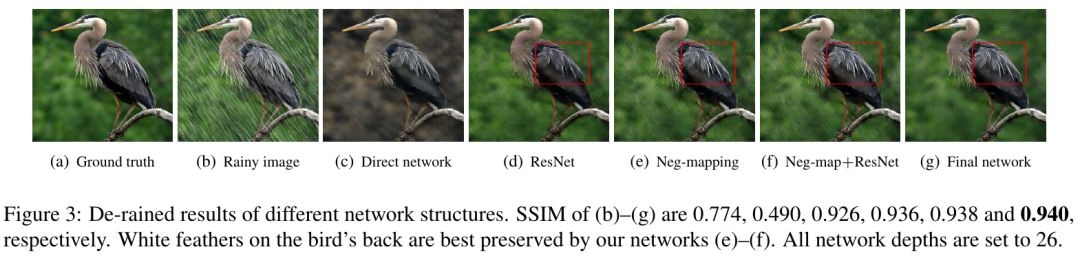 (a) Ground truth (b) Rainy image (c) Direct network (d) ResNet (e) Neg-mapping (f) Neg-map+ResNet (g) Final network
Figure 3: De-rained results of different network structures. SSIM of (b)–(g) are 0.774, 0.490, 0.926, 0.936, 0.938 and 0.940,
respectively. White feathers on the bird's back are best preserved by our networks (e)–(f). All network depths are set to 26.